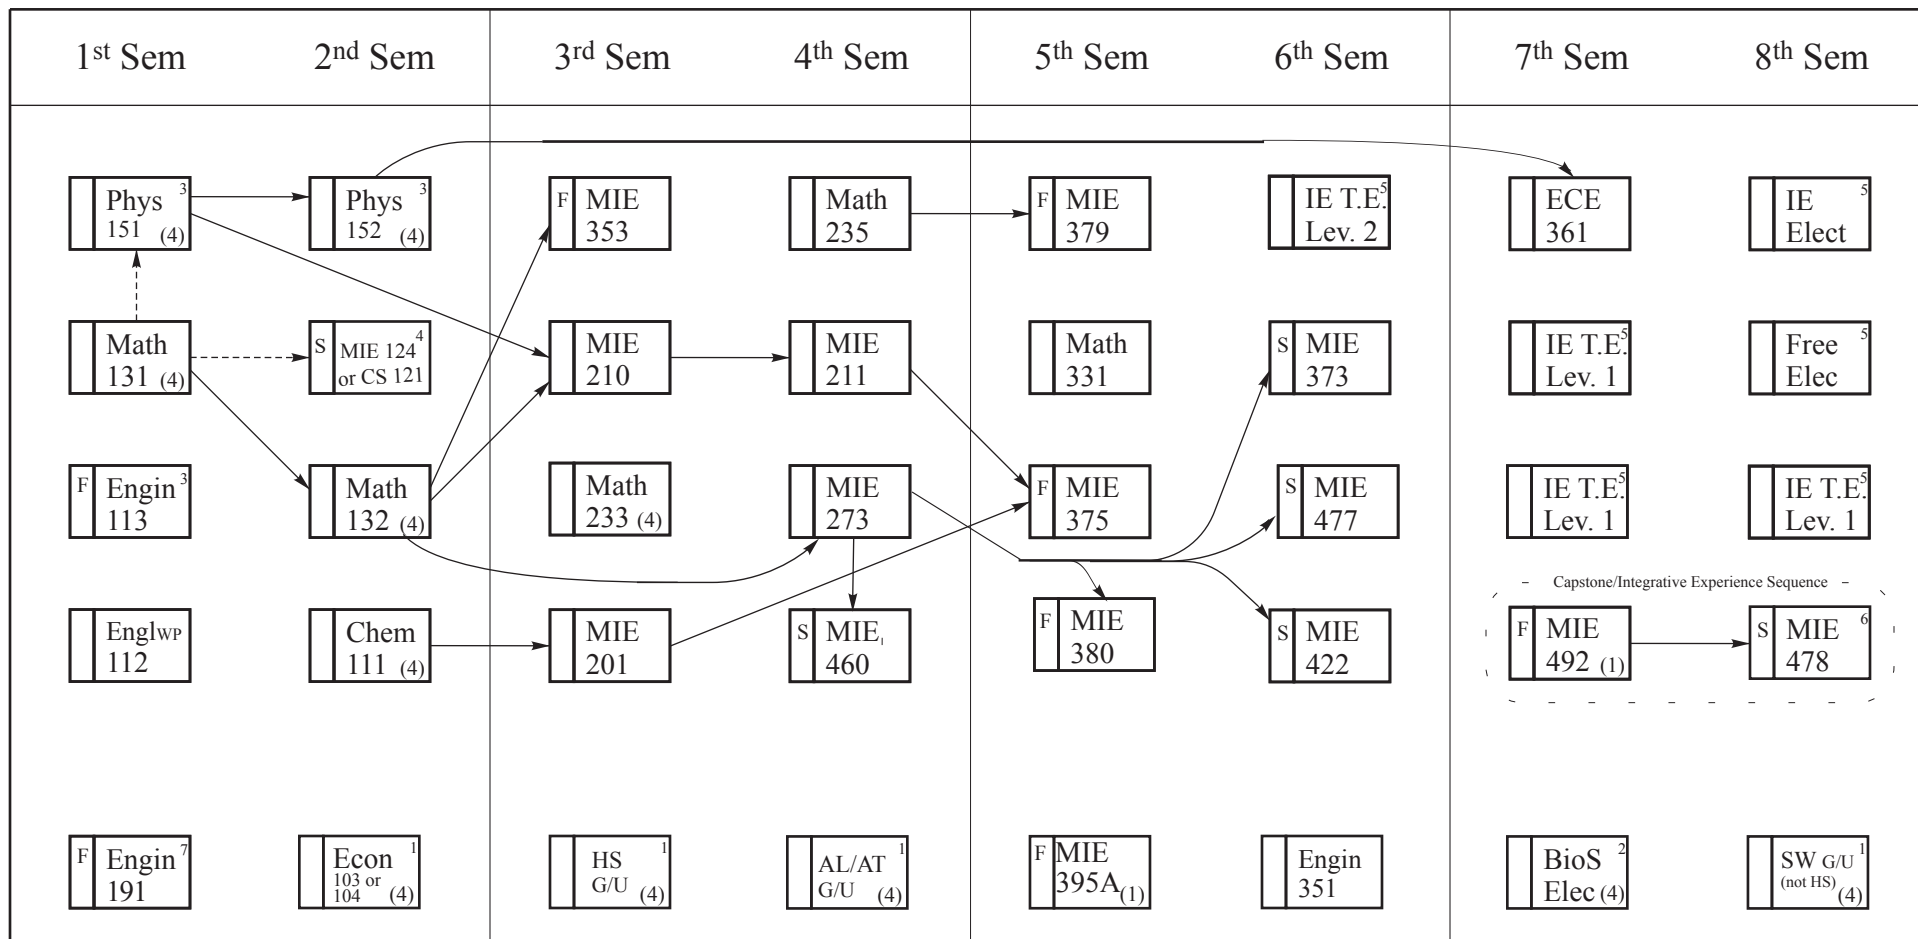 1st Sem 2nd Sem 3rd Sem 4th Sem 5th Sem 6th Sem 7th Sem 8th Sem
Phys 3
151 (4)
Phys 3
152 (4)
F MIE
353
Math
235
F MIE
379
IE T.E. 5
Lev. 2
ECE
361
IE 5
Elect
Math
131 (4)
S MIE 124 4
or CS 121
MIE
210
MIE
211
Math
331
S MIE
373
IE T.E. 5
Lev. 1
Free 5
Elec
F Engin 3
113
Math
132 (4)
Math
233 (4)
MIE
273
F MIE
375
S MIE
477
IE T.E. 5
Lev. 1
IE T.E. 5
Lev. 1
Capstone/Integrative Experience Sequence
Engl WP
112
Chem
111 (4)
MIE
201
S MIE
460
F MIE
380
S MIE
422
F MIE
492 (1)
S MIE 6
478
F Engin 7
191
Econ 1
103 or
104 (4)
HS 1
G/U (4)
AL/AT 1
G/U (4)
F MIE
395A (1)
Engin
351
BioS 2
Elec (4)
SW G/U 1
(not HS) (4)